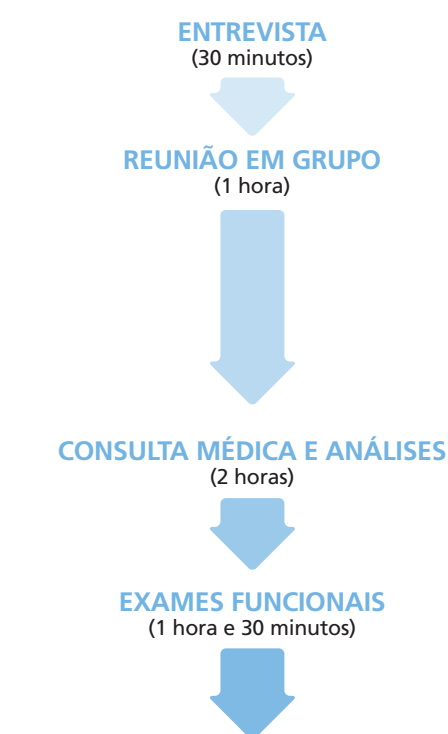 ENTREVISTA
(30 minutos)
REUNIÃO EM GRUPO
(1 hora)
CONSULTA MÉDICA E ANÁLISES
(2 horas)
EXAMES FUNCIONAIS
(1 hora e 30 minutos)